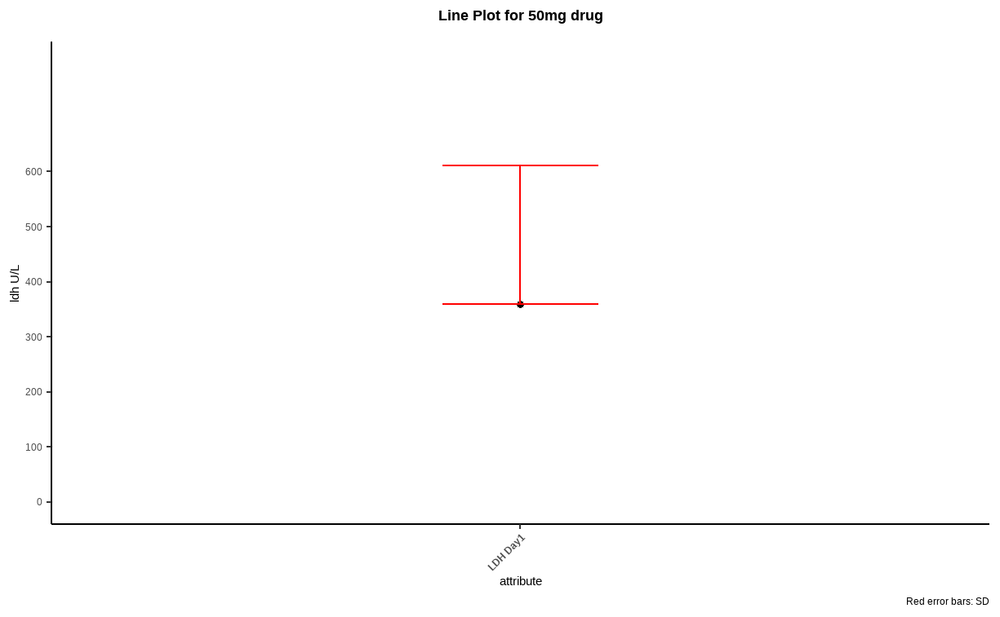 Line Plot for 50mg drug
600
500
400
300
200
100
0
ldh U/L
LDH Day1
attribute
Red error bars: SD